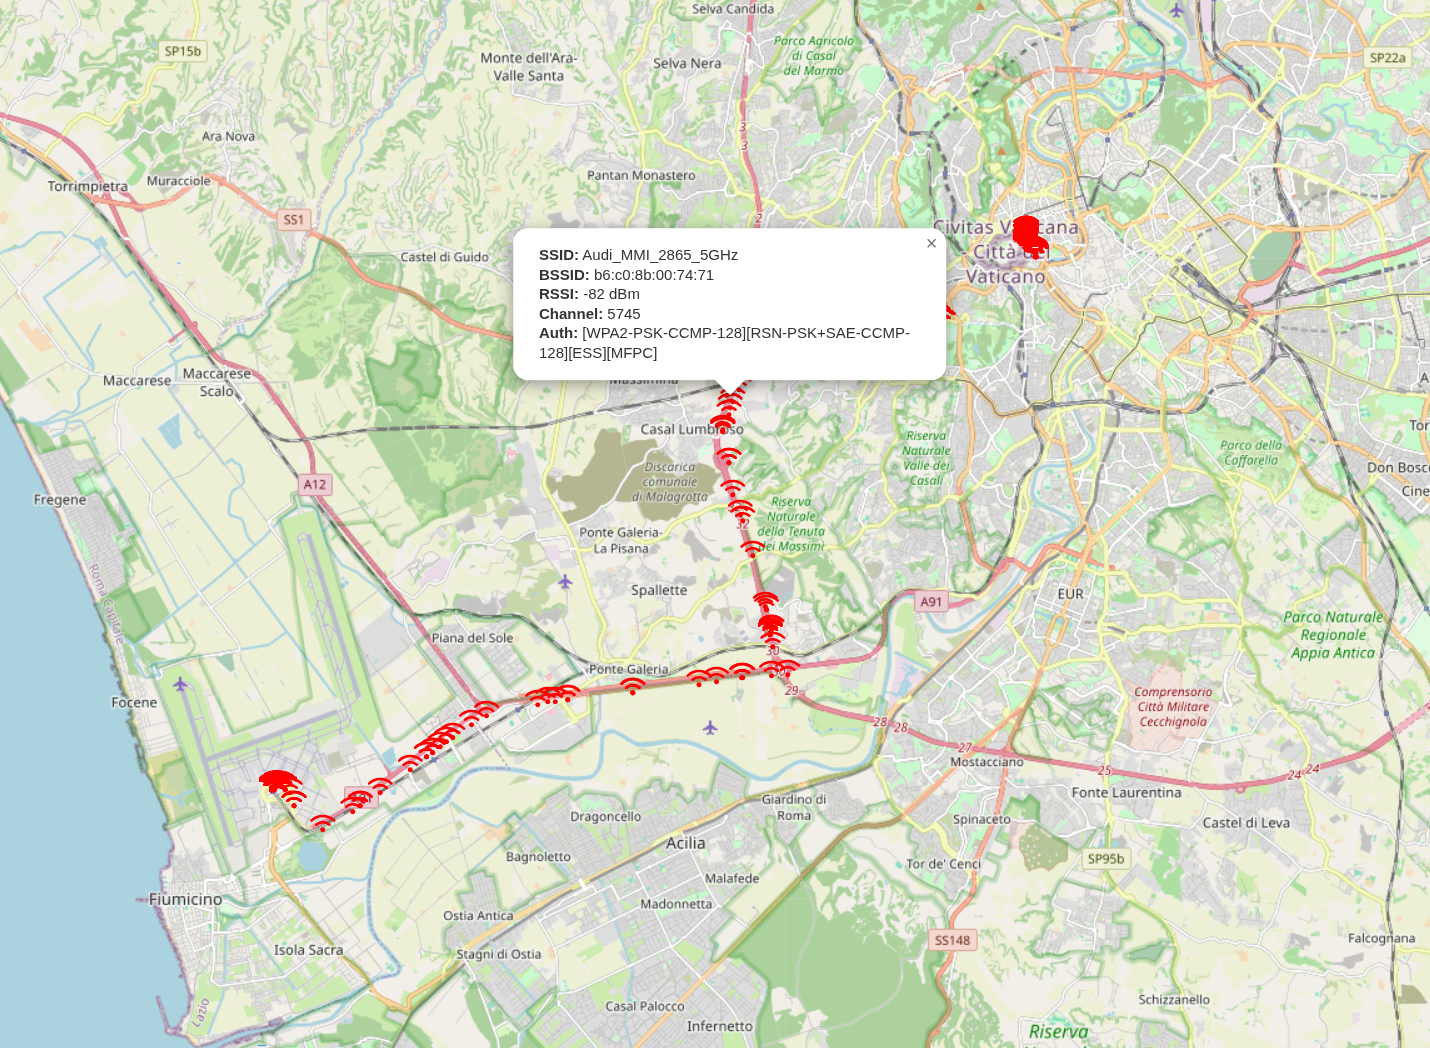 Selva Candida
SP15b
Monte dell'Ara-
Valle Santa
Selva Nera
Parco Agricolo
di Casal
del Marmo
SP22a
Ara Nova
3
3
Torrimpietra
Muracciole
Pantan Monastero
SS1
2
Civitas
Città
Vaticano
Castel di Guido
SSID: Audi_MMI_2865_5GHz
BSSID: b6:c0:8b:00:74:71
RSSI: -82 dBm
Channel: 5745
Auth: [WPA2-PSK-CCMP-128][RSN-PSK+SAE-CCMP-
128][ESS][MFPC]
×
Maccarese
Maccarese
Scalo
Massimina
Casal Lumbroso
Riserva
Naturale
Valle dei
Casali
Parco della
Caffarella
Tor
Don Bosco
Cine
Discarica
comunale
di Malagrotta
A12
Fregene
Riserva
Naturale
della Tenuta
dei Massimi
32
Ponte Galeria-
La Pisana
Spallette
EUR
A91
Roma Capitale
Parco Naturale
Regionale
Appia Antica
Piana del Sole
30
Ponte Galeria
29
Focene
Comprensorio
Città Militare
Cecchignola
28
28
27
Mostacciano
25
24
24
Fonte Laurentina
Giardino di
Roma
Dragoncello
Spinaceto
Castel di Leva
Acilia
Bagnoletto
Tor de' Cenci
SP95b
Malafede
Fiumicino
Madonnetta
Ostia Antica
Isola Sacra
Stagni di Ostia
SS148
Falcognana
Lazio
Casal Palocco
Infernetto
Schizzanello
Riserva